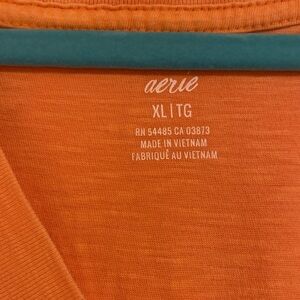 aerie
XL|TG
RN 54485 CA 03873
MADE IN VIETNAM
FABRIQUÉ AU VIETNAM